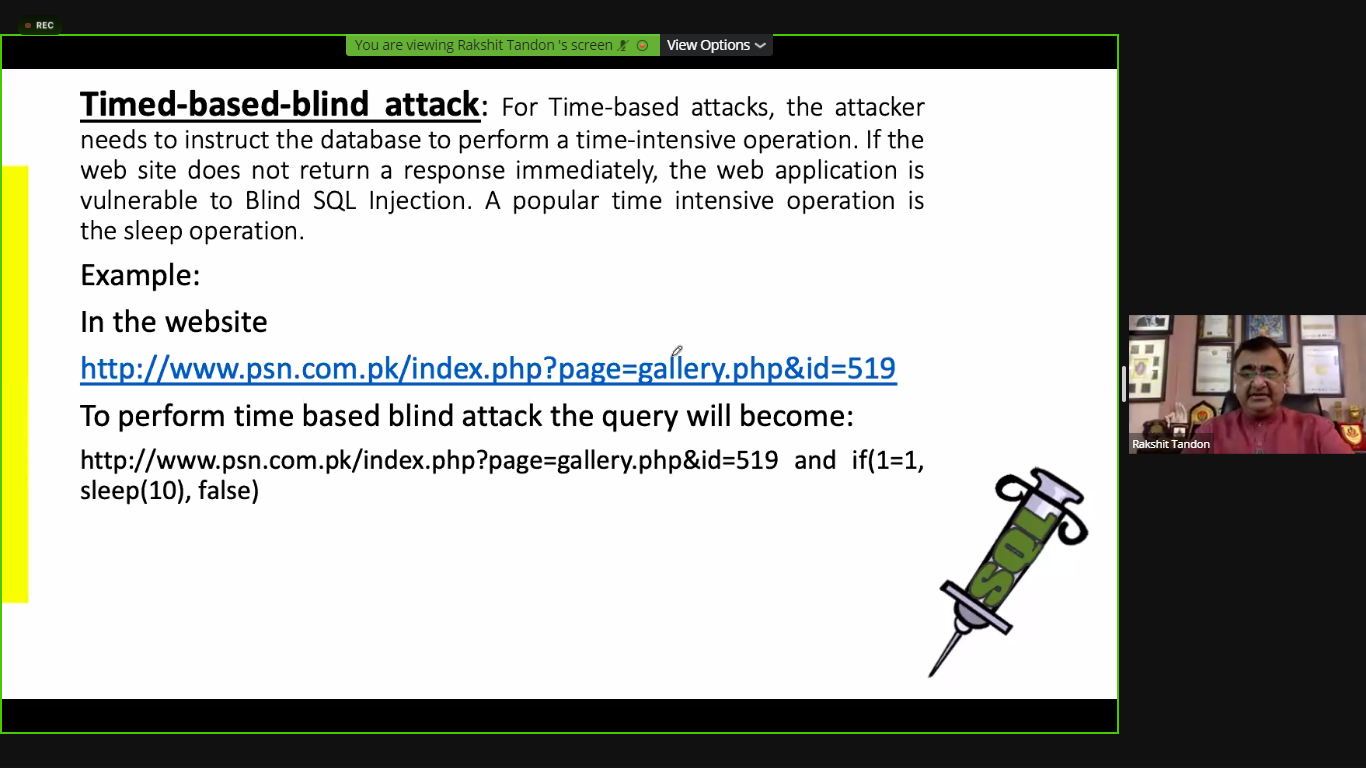 REC
You are viewing Rakshit Tandon 's screen
View Options
Timed-based-blind attack: For Time-based attacks, the attacker
needs to instruct the database to perform a time-intensive operation. If the
web site does not return a response immediately, the web application is
vulnerable to Blind SQL Injection. A popular time intensive operation is
the sleep operation.
Example:
In the website
http://www.psn.com.pk/index.php?page=gallery.php&id=519
To perform time based blind attack the query will become:
http://www.psn.com.pk/index.php?page=gallery.php&id=519 and if(1=1,
sleep(10), false)
SQL
Rakshit Tandon